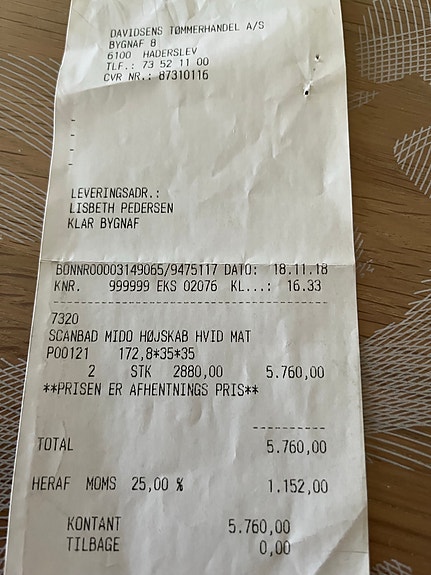 DAVIDSENS TØMMERHANDEL A/S
BYGNAF 8
6100 HADERSLEV
TLF.: 73 52 11 00
CVR NR.: 87310116
-
-
-
-
LEVERINGSADR.:
LISBETH PEDERSEN
KLAR BYGNAF
BONNR00003149065/9475117 DATO: 18.11.18
KNR. 999999 EKS 02076 KL...: 16.33
7320
SCANBAD MIDO HØJSKAB HVID MAT
P00121 172,8*35*35
2 STK 2880,00 5.760,00
**PRISEN ER AFHENTNINGS PRIS**
TOTAL 5.760,00
HERAF MOMS 25,00 % 1.152,00
KONTANT 5.760,00
TILBAGE 0,00